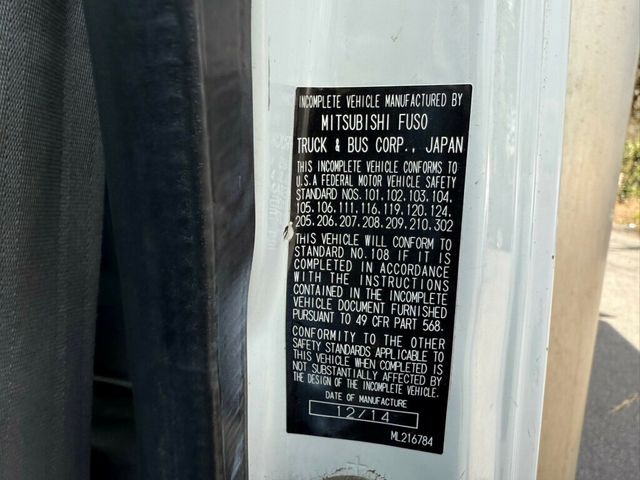 INCOMPLETE VEHICLE MANUFACTURED BY
MITSUBISHI FUSO
TRUCK & BUS CORP., JAPAN
THIS INCOMPLETE VEHICLE CONFORMS TO
U.S.A FEDERAL MOTOR VEHICLE SAFETY
STANDARD NOS. 101. 102. 103. 104.
105. 106. 111. 116. 119. 120. 124.
205. 206. 207. 208. 209. 210. 302
THIS VEHICLE WILL CONFORM TO
STANDARD NO. 108 IF IT IS
COMPLETED IN ACCORDANCE
WITH THE INSTRUCTIONS
CONTAINED IN THE INCOMPLETE
VEHICLE DOCUMENT FURNISHED
PURSUANT TO 49 CFR PART 568.
CONFORMITY TO THE OTHER
SAFETY STANDARDS APPLICABLE TO
THIS VEHICLE WHEN COMPLETED IS
NOT SUBSTANTIALLY AFFECTED BY
THE DESIGN OF THE INCOMPLETE VEHICLE.
DATE OF MANUFACTURE
12/14
ML216784